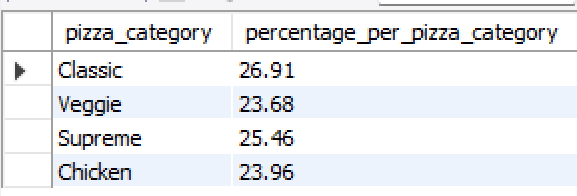 pizza_category percentage_per_pizza_category
Classic 26.91
Veggie 23.68
Supreme 25.46
Chicken 23.96